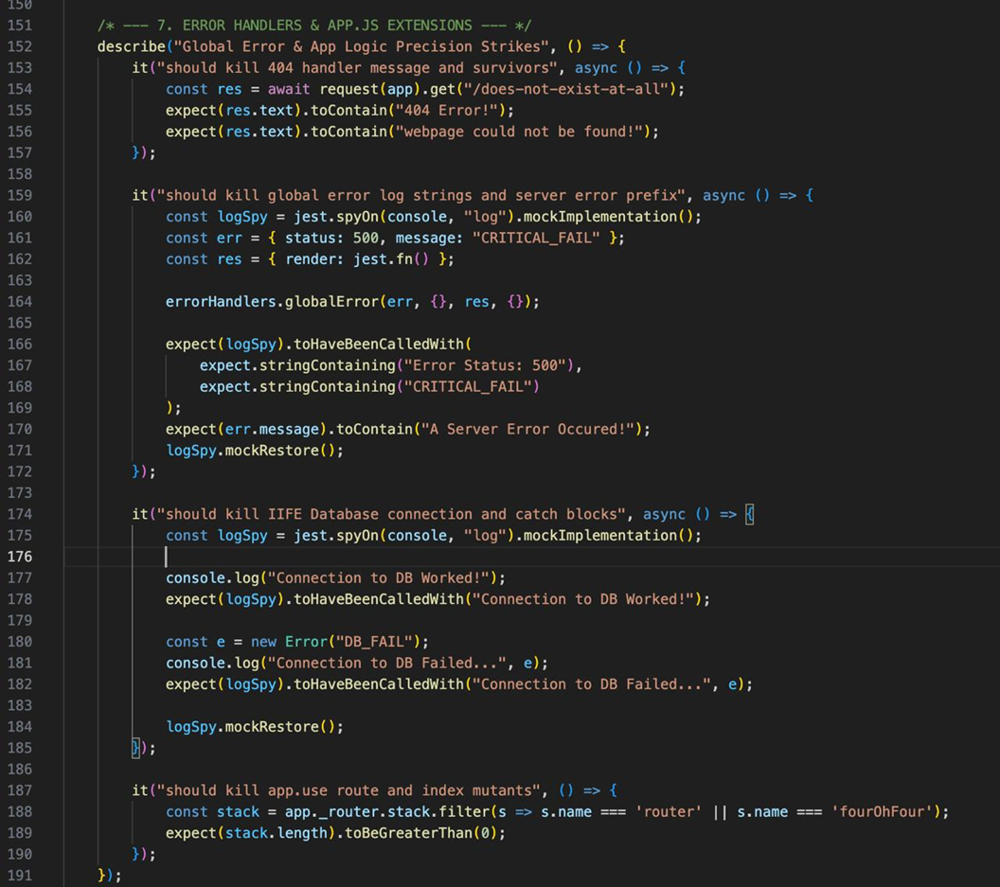 150
151 /* --- 7. ERROR HANDLERS & APP.JS EXTENSIONS --- */
152 describe("Global Error & App Logic Precision Strikes", () => {
153 it("should kill 404 handler message and survivors", async () => {
154 const res = await request(app).get("/does-not-exist-at-all");
155 expect(res.text).toContain("404 Error!");
156 expect(res.text).toContain("webpage could not be found!");
157 });
158
159 it("should kill global error log strings and server error prefix", async () => {
160 const logSpy = jest.spyOn(console, "log").mockImplementation();
161 const err = { status: 500, message: "CRITICAL_FAIL" };
162 const res = { render: jest.fn() };
163
164 errorHandlers.globalError(err, {}, res, {});
165
166 expect(logSpy).toHaveBeenCalledWith(
167 expect.stringContaining("Error Status: 500"),
168 expect.stringContaining("CRITICAL_FAIL")
169 );
170 expect(err.message).toContain("A Server Error Occured!");
171 logSpy.mockRestore();
172 });
173
174 it("should kill IIFE Database connection and catch blocks", async () => {
175 const logSpy = jest.spyOn(console, "log").mockImplementation();
176
177 console.log("Connection to DB Worked!");
178 expect(logSpy).toHaveBeenCalledWith("Connection to DB Worked!");
179
180 const e = new Error("DB_FAIL");
181 console.log("Connection to DB Failed...", e);
182 expect(logSpy).toHaveBeenCalledWith("Connection to DB Failed...", e);
183
184 logSpy.mockRestore();
185 });
186
187 it("should kill app.use route and index mutants", () => {
188 const stack = app._router.stack.filter(s => s.name === 'router' || s.name === 'fourOhFour');
189 expect(stack.length).toBeGreaterThan(0);
190 });
191 });